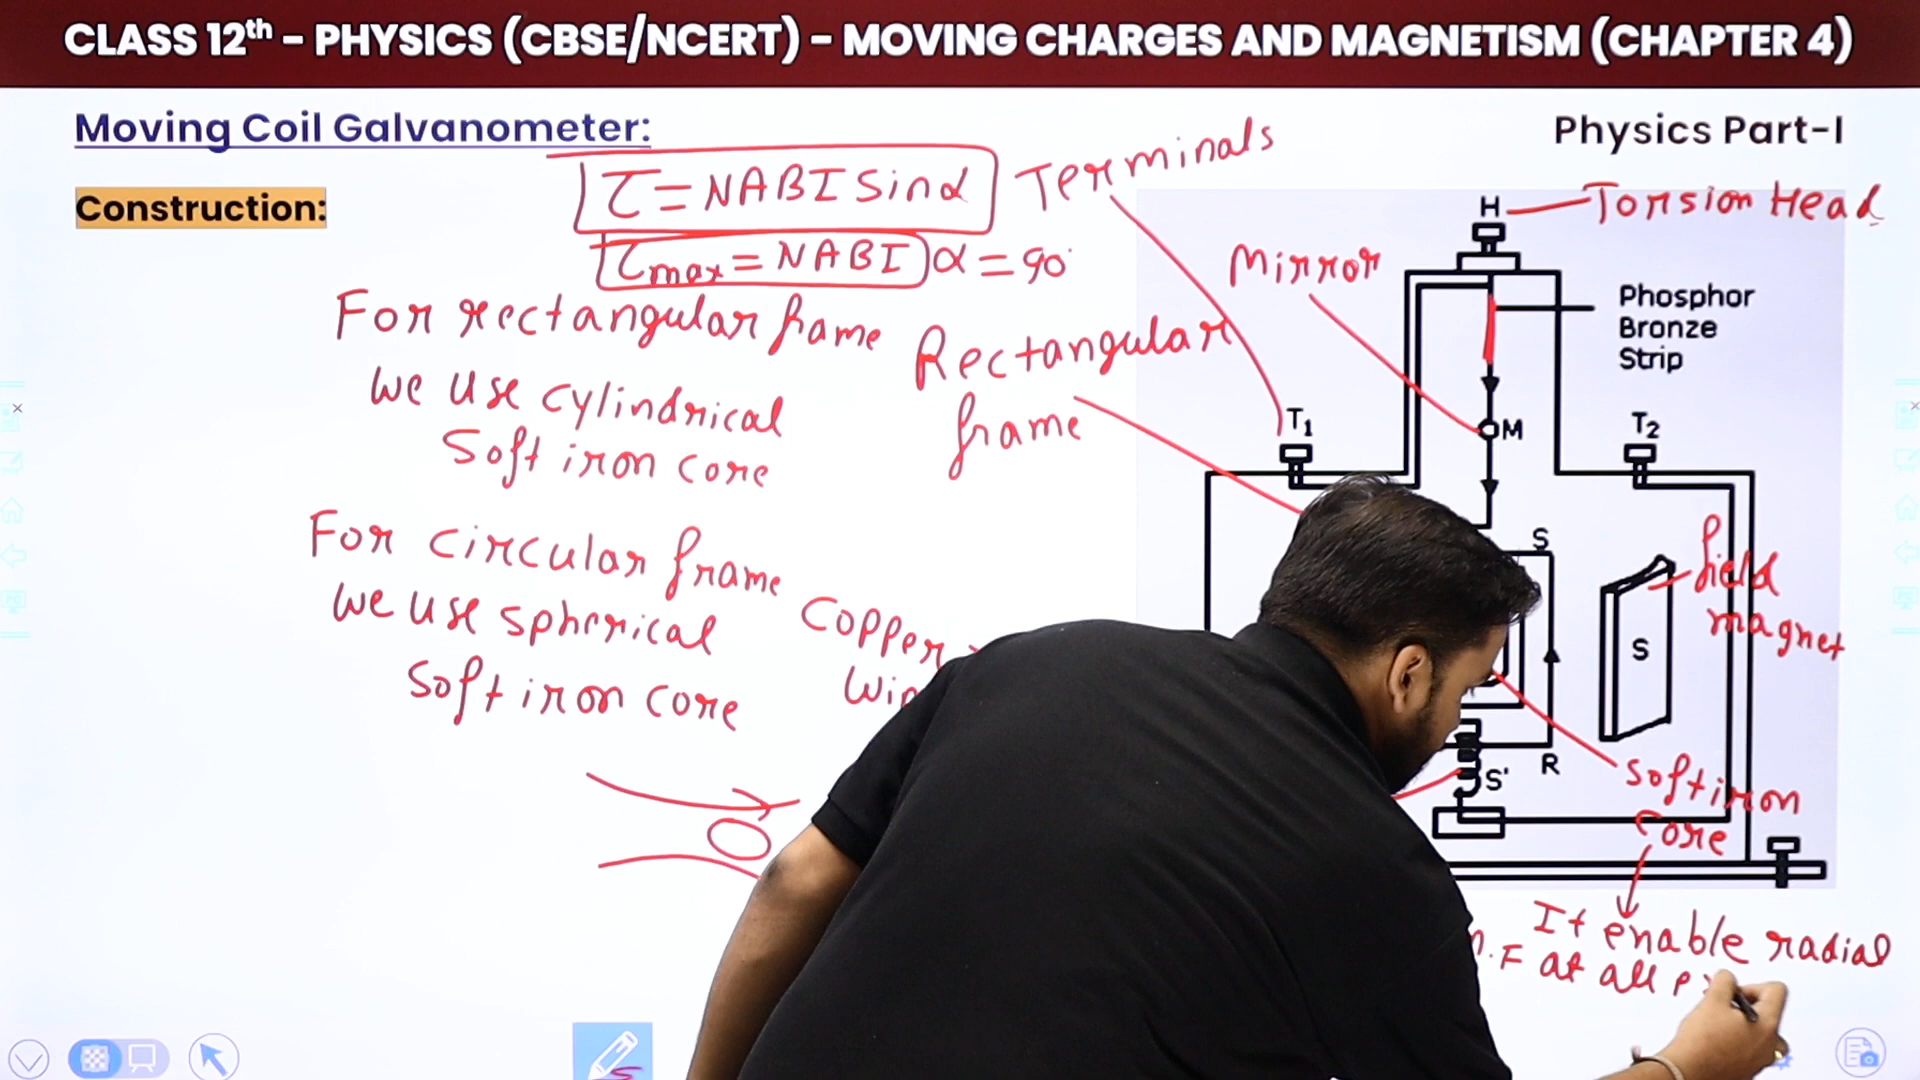 CLASS 12th - PHYSICS (CBSE/NCERT) - MOVING CHARGES AND MAGNETISM (CHAPTER 4)
Moving Coil Galvanometer:
Physics Part-I
Construction:
τ = NABI Sinα
τmax = NABI α = 90°
Terminals
H
Torsion Head
Mirror
Phosphor
Bronze
Strip
For rectangular frame
we use cylindrical
Soft iron core
Rectangular
frame
T1
M
T2
For circular frame
we use spherical
Soft iron core
Copper
S
field
magnet
S
S'
R
Soft iron
Core
It enable radial
M.F at all